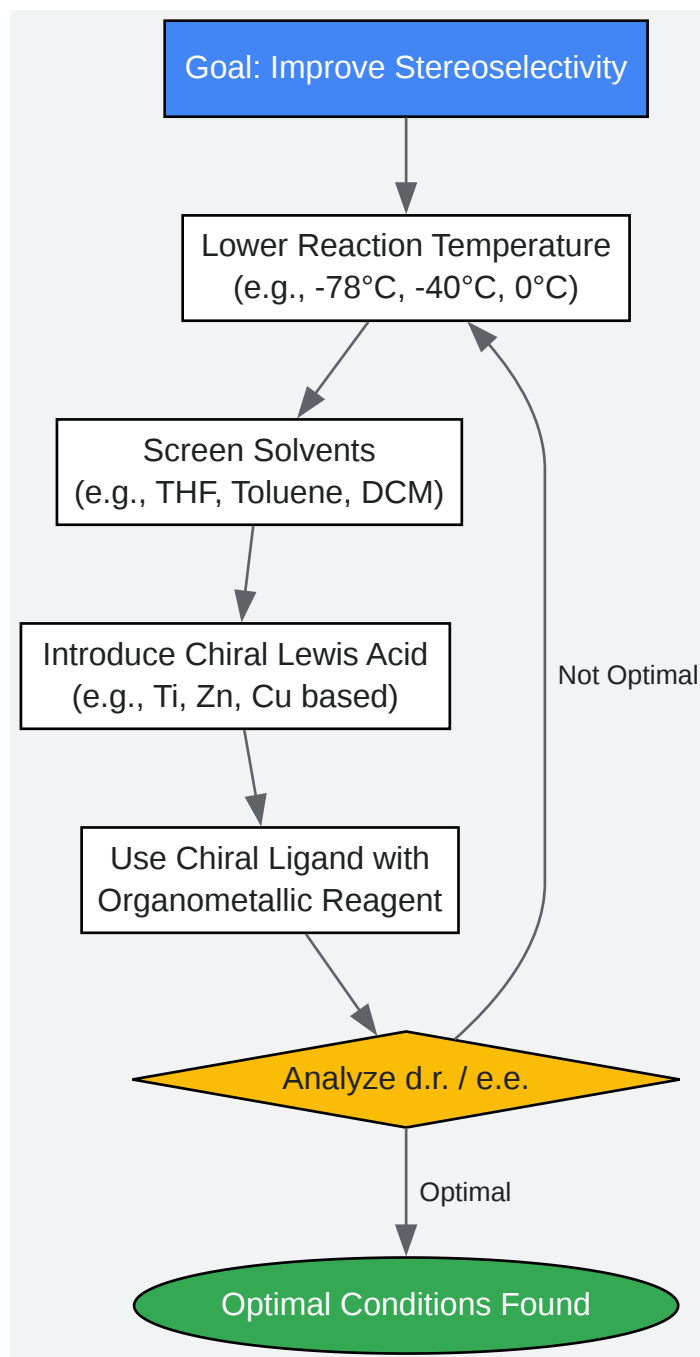 Goal: Improve Stereoselectivity
Lower Reaction Temperature
(e.g., -78°C, -40°C, 0°C)
Screen Solvents
(e.g., THF, Toluene, DCM)
Introduce Chiral Lewis Acid
(e.g., Ti, Zn, Cu based)
Not Optimal
Use Chiral Ligand with
Organometallic Reagent
Analyze d.r. / e.e.
Optimal
Optimal Conditions Found